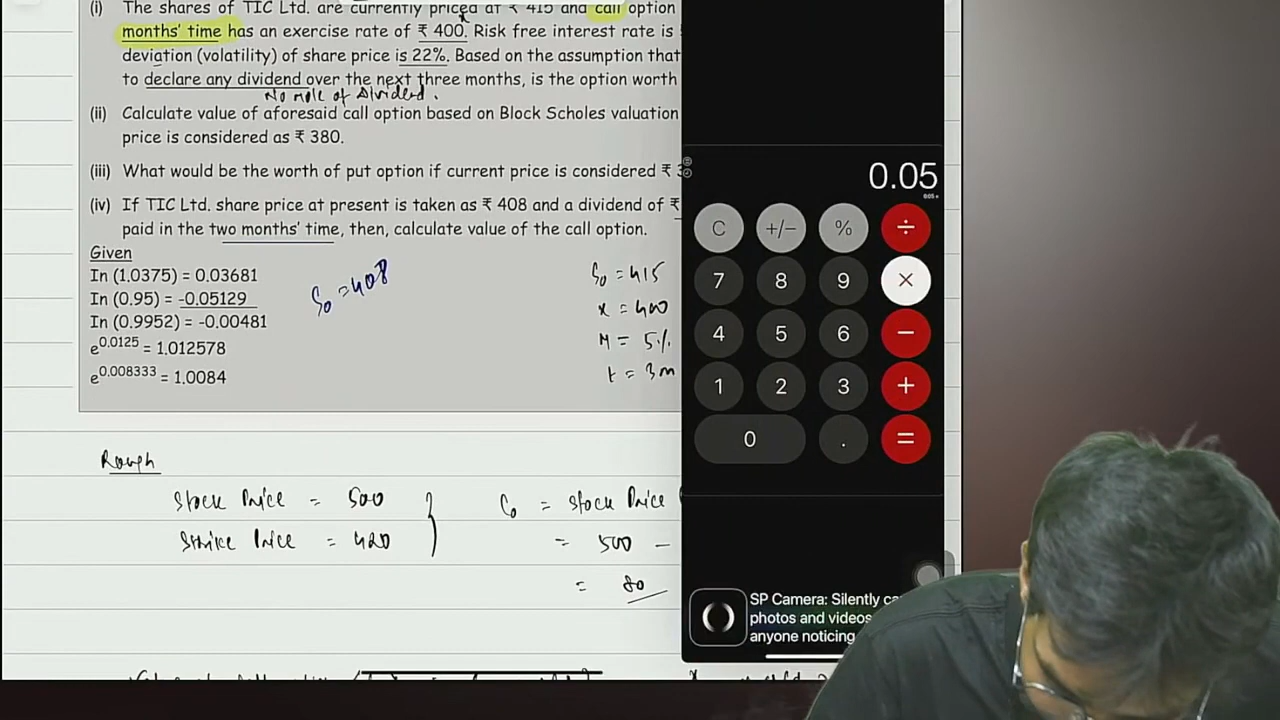 (i) The shares of TIC Ltd. are currently priced at ₹ 415 and call option
months' time has an exercise rate of ₹ 400. Risk free interest rate is
deviation (volatility) of share price is 22%. Based on the assumption that
to declare any dividend over the next three months, is the option worth
No mole of Dividend.
(ii) Calculate value of aforesaid call option based on Block Scholes valuation
price is considered as ₹ 380.
(iii) What would be the worth of put option if current price is considered ₹ 3
(iv) If TIC Ltd. share price at present is taken as ₹ 408 and a dividend of ₹
paid in the two months' time, then, calculate value of the call option.
Given
In (1.0375) = 0.03681
In (0.95) = -0.05129
In (0.9952) = -0.00481
e^0.0125 = 1.012578
e^0.008333 = 1.0084
S₀ = 408
S₀ = 415
x = 400
r = 5%
t = 3m
Rough
Stock Price = 500
Strike Price = 420
C₀ = Stock Price
= 500 –
= 80
0.05
C +/− % ÷
7 8 9 ×
4 5 6 −
1 2 3 +
0 . =
SP Camera: Silently
photos and videos
anyone noticing